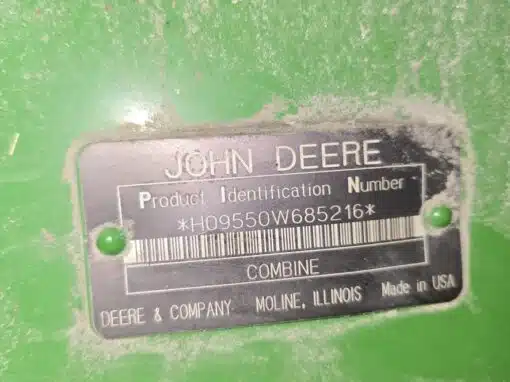 JOHN DEERE
Product Identification Number
*H09550W685216*
COMBINE
DEERE & COMPANY MOLINE, ILLINOIS Made in USA